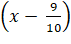 (x − 9/10)